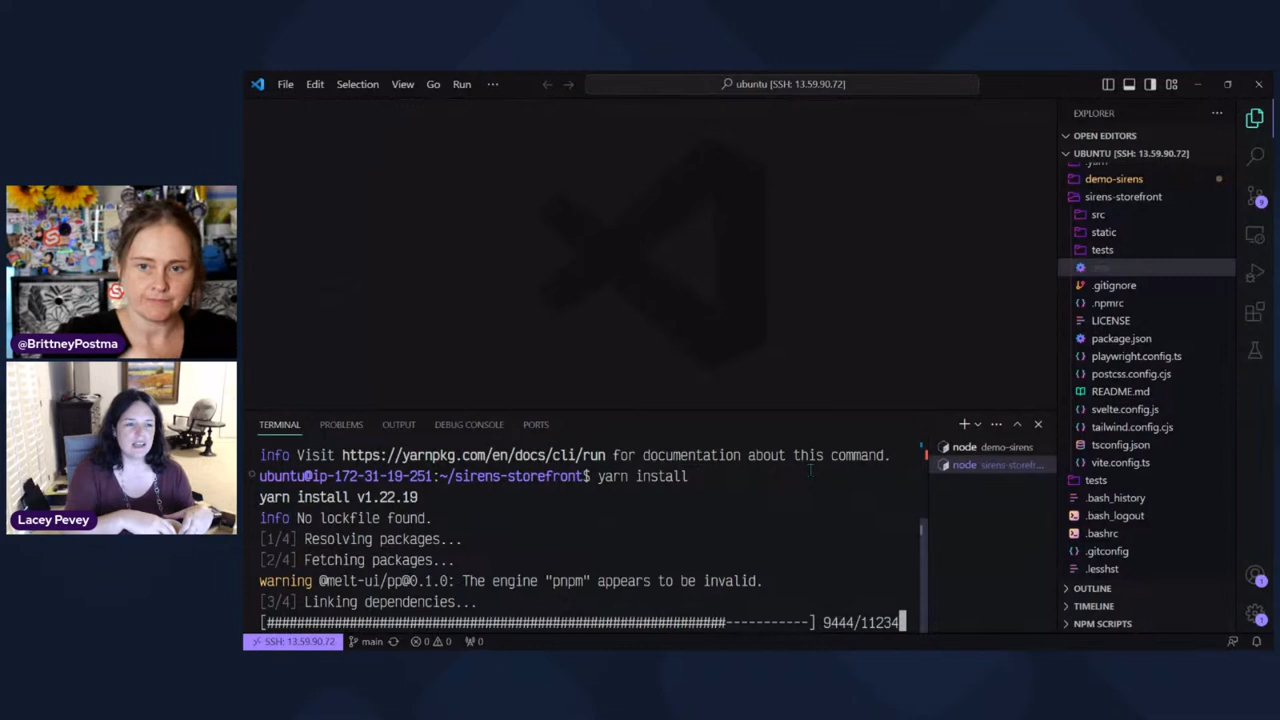 File Edit Selection View Go Run ···
ubuntu [SSH: 13.59.90.72]
@BrittneyPostma
Lacey Pevey
EXPLORER
OPEN EDITORS
UBUNTU [SSH: 13.59.90.72]
.yarn
demo-sirens
sirens-storefront
src
static
tests
.gitignore
.npmrc
LICENSE
package.json
playwright.config.ts
postcss.config.cjs
README.md
svelte.config.js
tailwind.config.cjs
tsconfig.json
vite.config.ts
tests
.bash_history
.bash_logout
.bashrc
.gitconfig
.lesshst
OUTLINE
TIMELINE
NPM SCRIPTS
TERMINAL PROBLEMS OUTPUT DEBUG CONSOLE PORTS
node demo-sirens
node sirens-storefr...
info Visit https://yarnpkg.com/en/docs/cli/run for documentation about this command.
ubuntu@ip-172-31-19-251:~/sirens-storefront$ yarn install
yarn install v1.22.19
info No lockfile found.
[1/4] Resolving packages...
[2/4] Fetching packages...
warning @melt-ui/pp@0.1.0: The engine "pnpm" appears to be invalid.
[3/4] Linking dependencies...
[#############################################################-----------] 9444/11234
SSH: 13.59.90.72 main 0 0 0